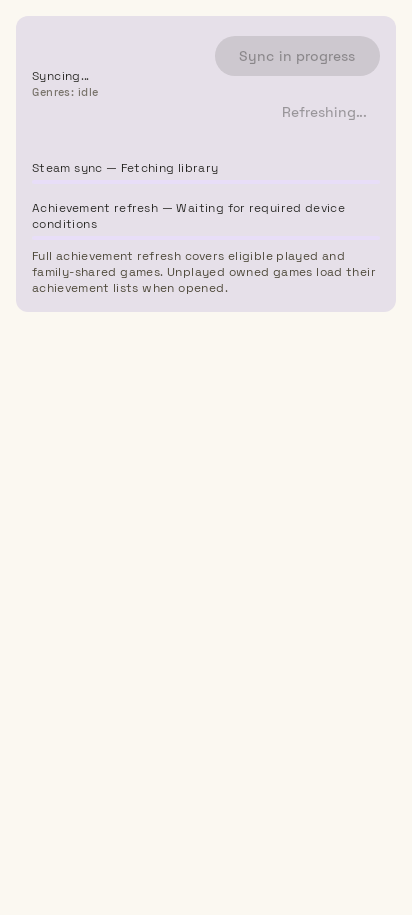 Sync in progress
Syncing…
Genres: idle
Refreshing…
Steam sync — Fetching library
Achievement refresh — Waiting for required device
conditions
Full achievement refresh covers eligible played and
family-shared games. Unplayed owned games load their
achievement lists when opened.